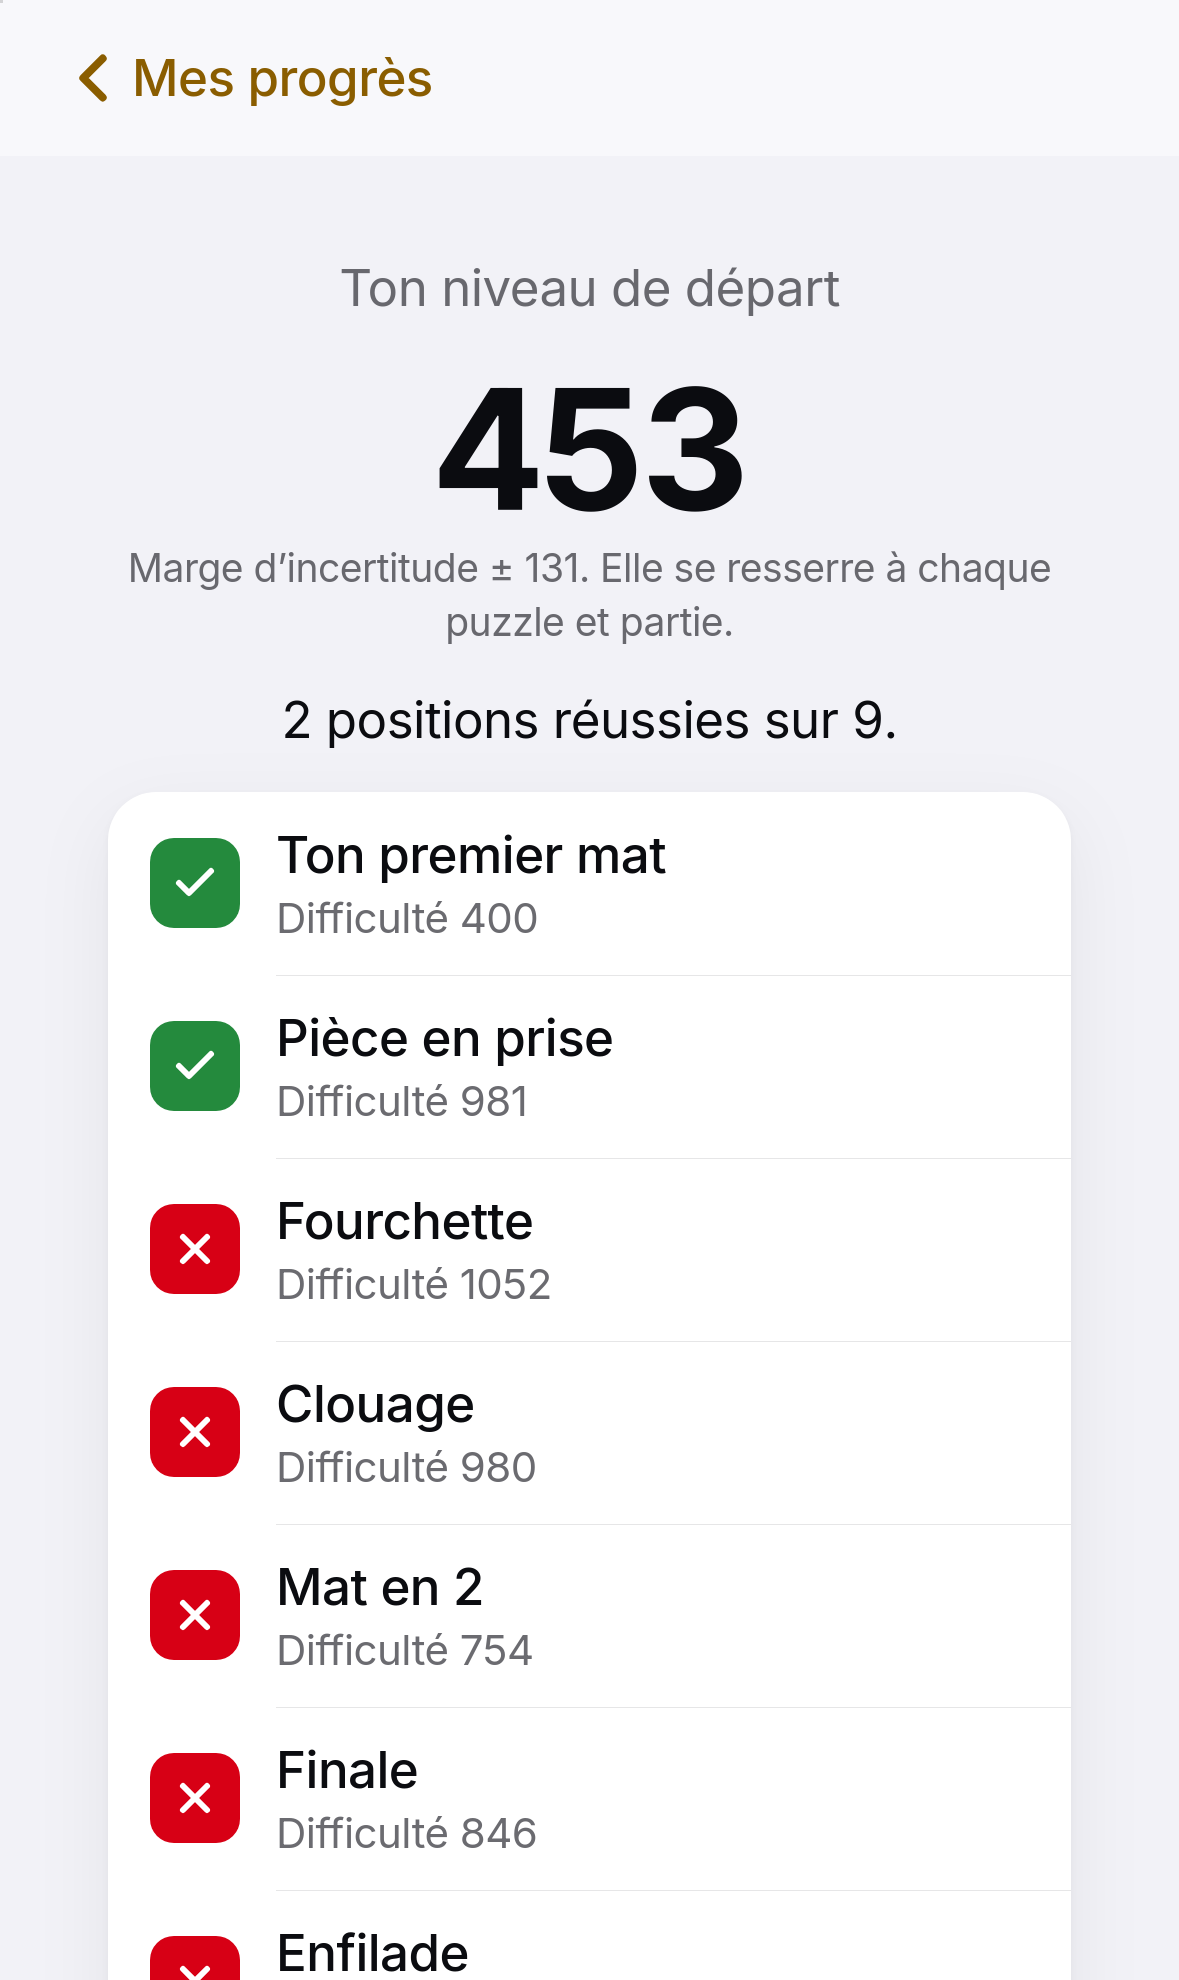 Mes progrès
Ton niveau de départ
453
Marge d’incertitude ± 131. Elle se resserre à chaque
puzzle et partie.
2 positions réussies sur 9.
Ton premier mat
Difficulté 400
Pièce en prise
Difficulté 981
Fourchette
Difficulté 1052
Clouage
Difficulté 980
Mat en 2
Difficulté 754
Finale
Difficulté 846
Enfilade